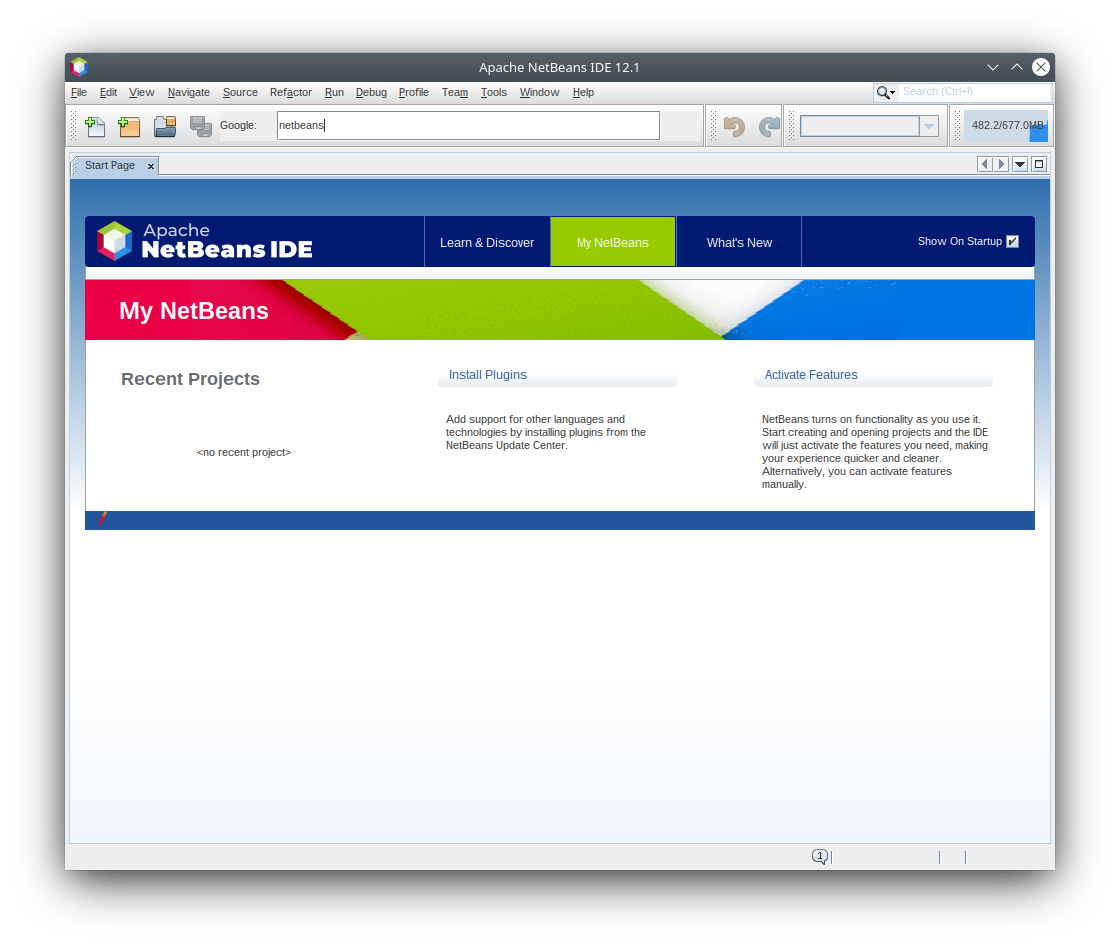 Apache NetBeans IDE 12.1
File Edit View Navigate Source Refactor Run Debug Profile Team Tools Window Help Search (Ctrl+I)
Google: netbeans 482.2/677.0MB
Start Page
Apache
NetBeans IDE
Learn & Discover My NetBeans What's New Show On Startup
My NetBeans
Recent Projects
<no recent project>
Install Plugins
Add support for other languages and
technologies by installing plugins from the
NetBeans Update Center.
Activate Features
NetBeans turns on functionality as you use it.
Start creating and opening projects and the IDE
will just activate the features you need, making
your experience quicker and cleaner.
Alternatively, you can activate features
manually.
1